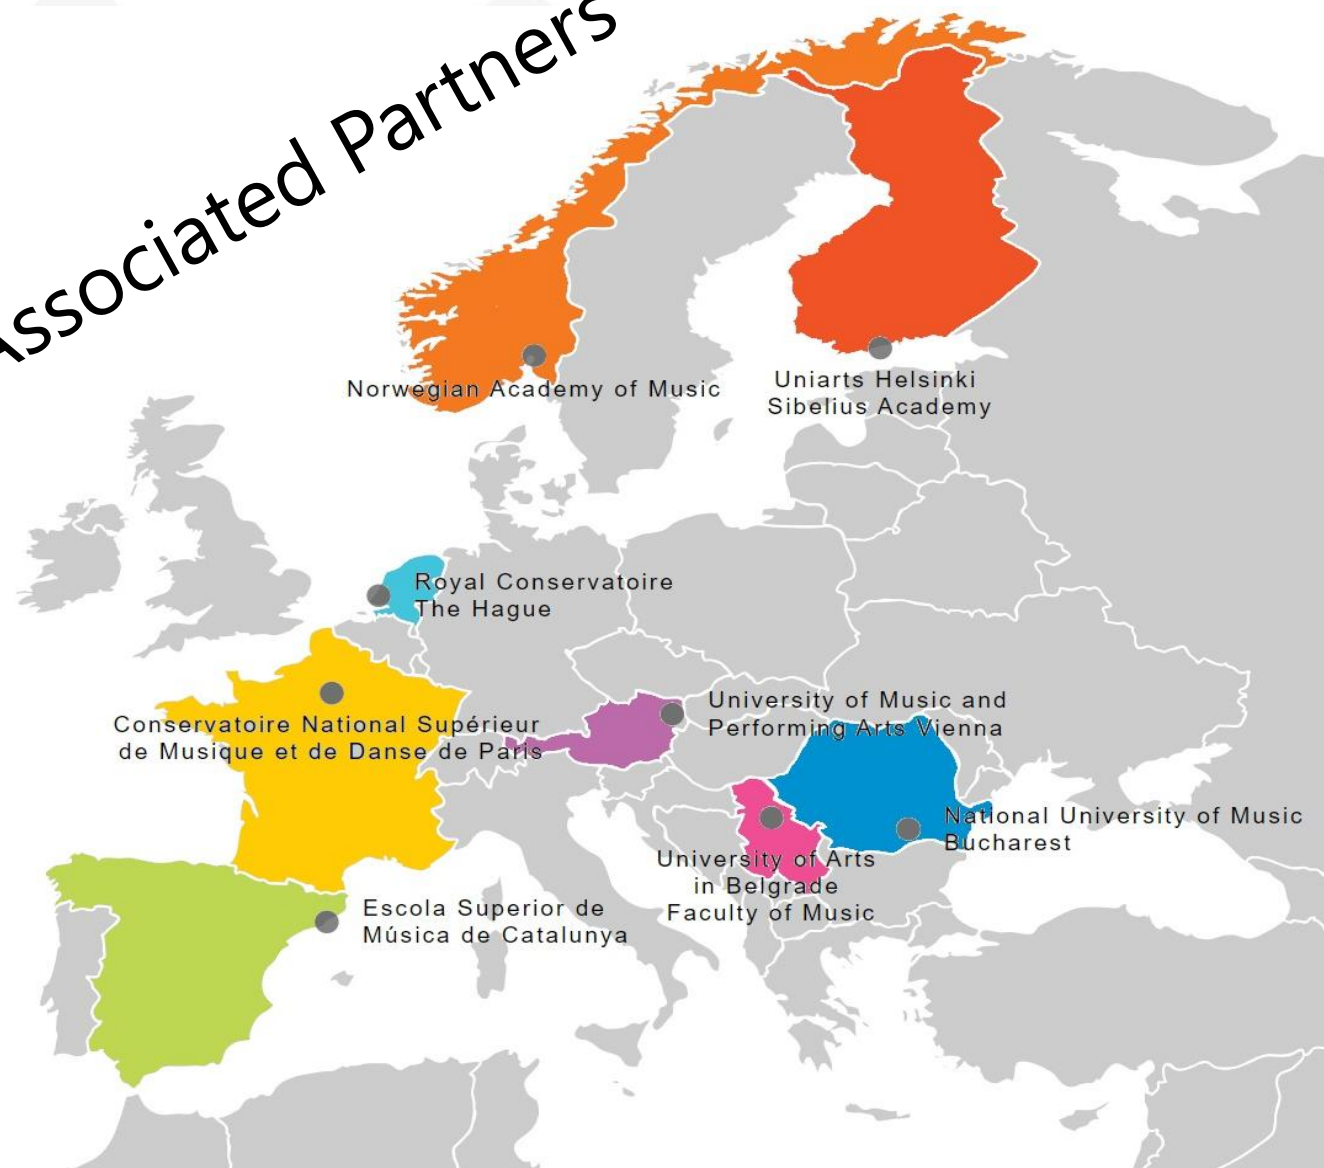 Associated Partners
Norwegian Academy of Music
Uniarts Helsinki
Sibelius Academy
Royal Conservatoire
The Hague
University of Music and
Performing Arts Vienna
Conservatoire National Supérieur
de Musique et de Danse de Paris
National University of Music
Bucharest
University of Arts
in Belgrade
Faculty of Music
Escola Superior de
Música de Catalunya